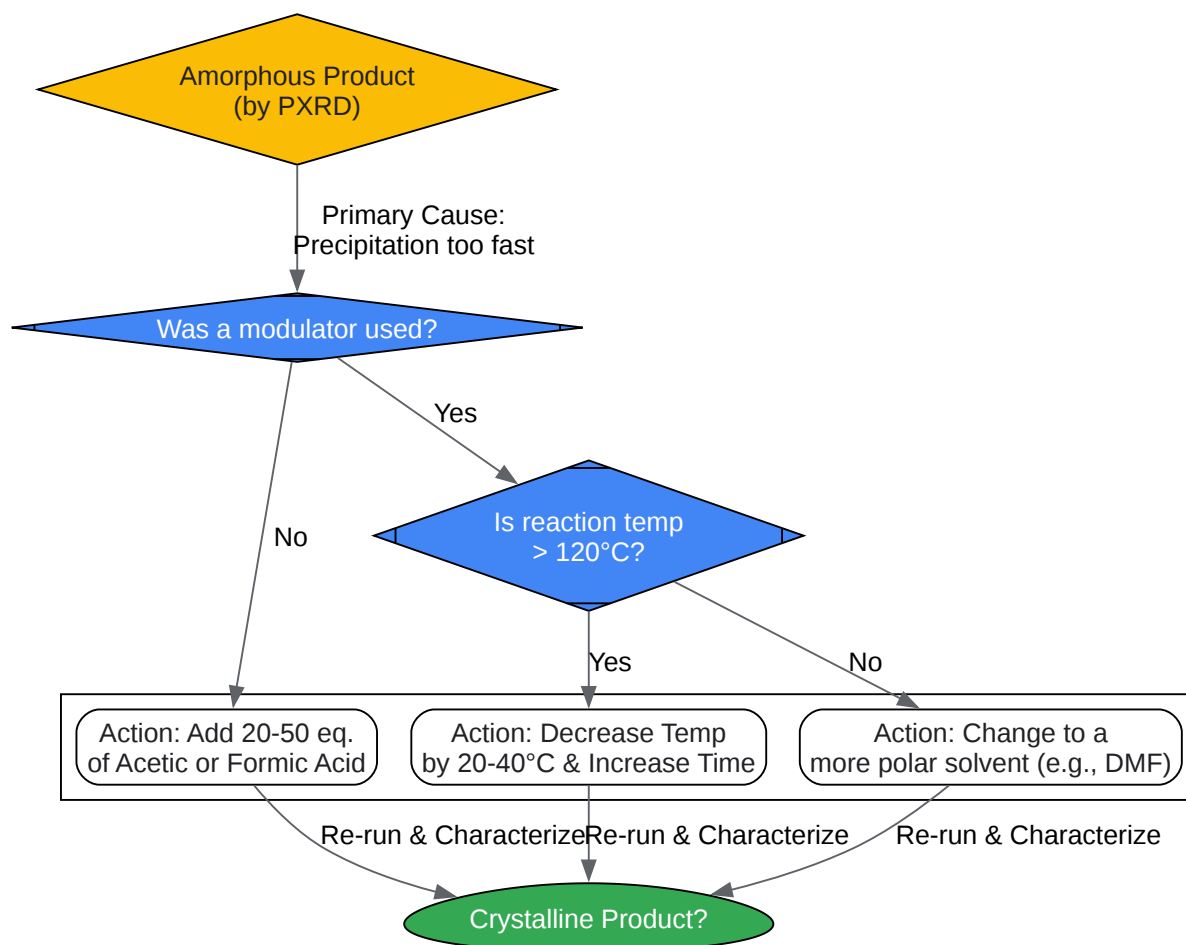 Amorphous Product
(by PXRD)
Primary Cause:
Precipitation too fast
Was a modulator used?
Yes
No
Is reaction temp
> 120°C?
Yes
No
Action: Add 20-50 eq.
of Acetic or Formic Acid
Action: Decrease Temp
by 20-40°C & Increase Time
Action: Change to a
more polar solvent (e.g., DMF)
Re-run & Characterize
Re-run & Characterize
Re-run & Characterize
Crystalline Product?